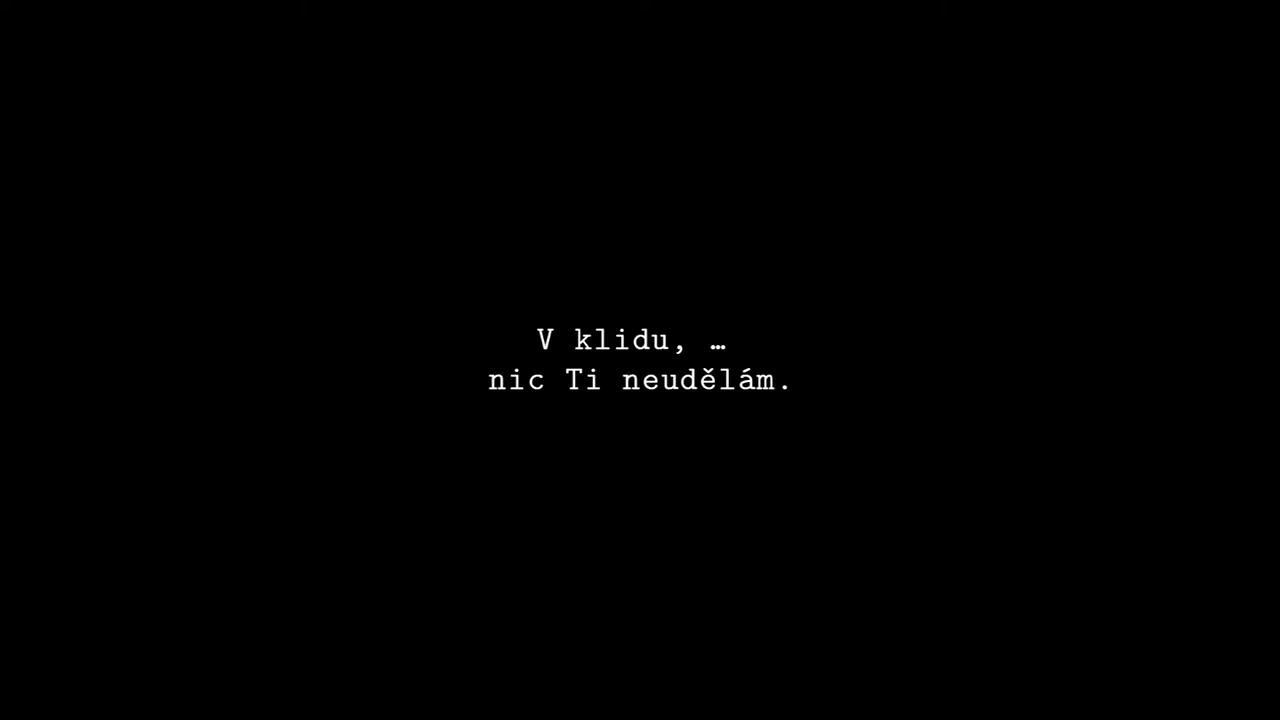 V klidu, …
nic Ti neudělám.